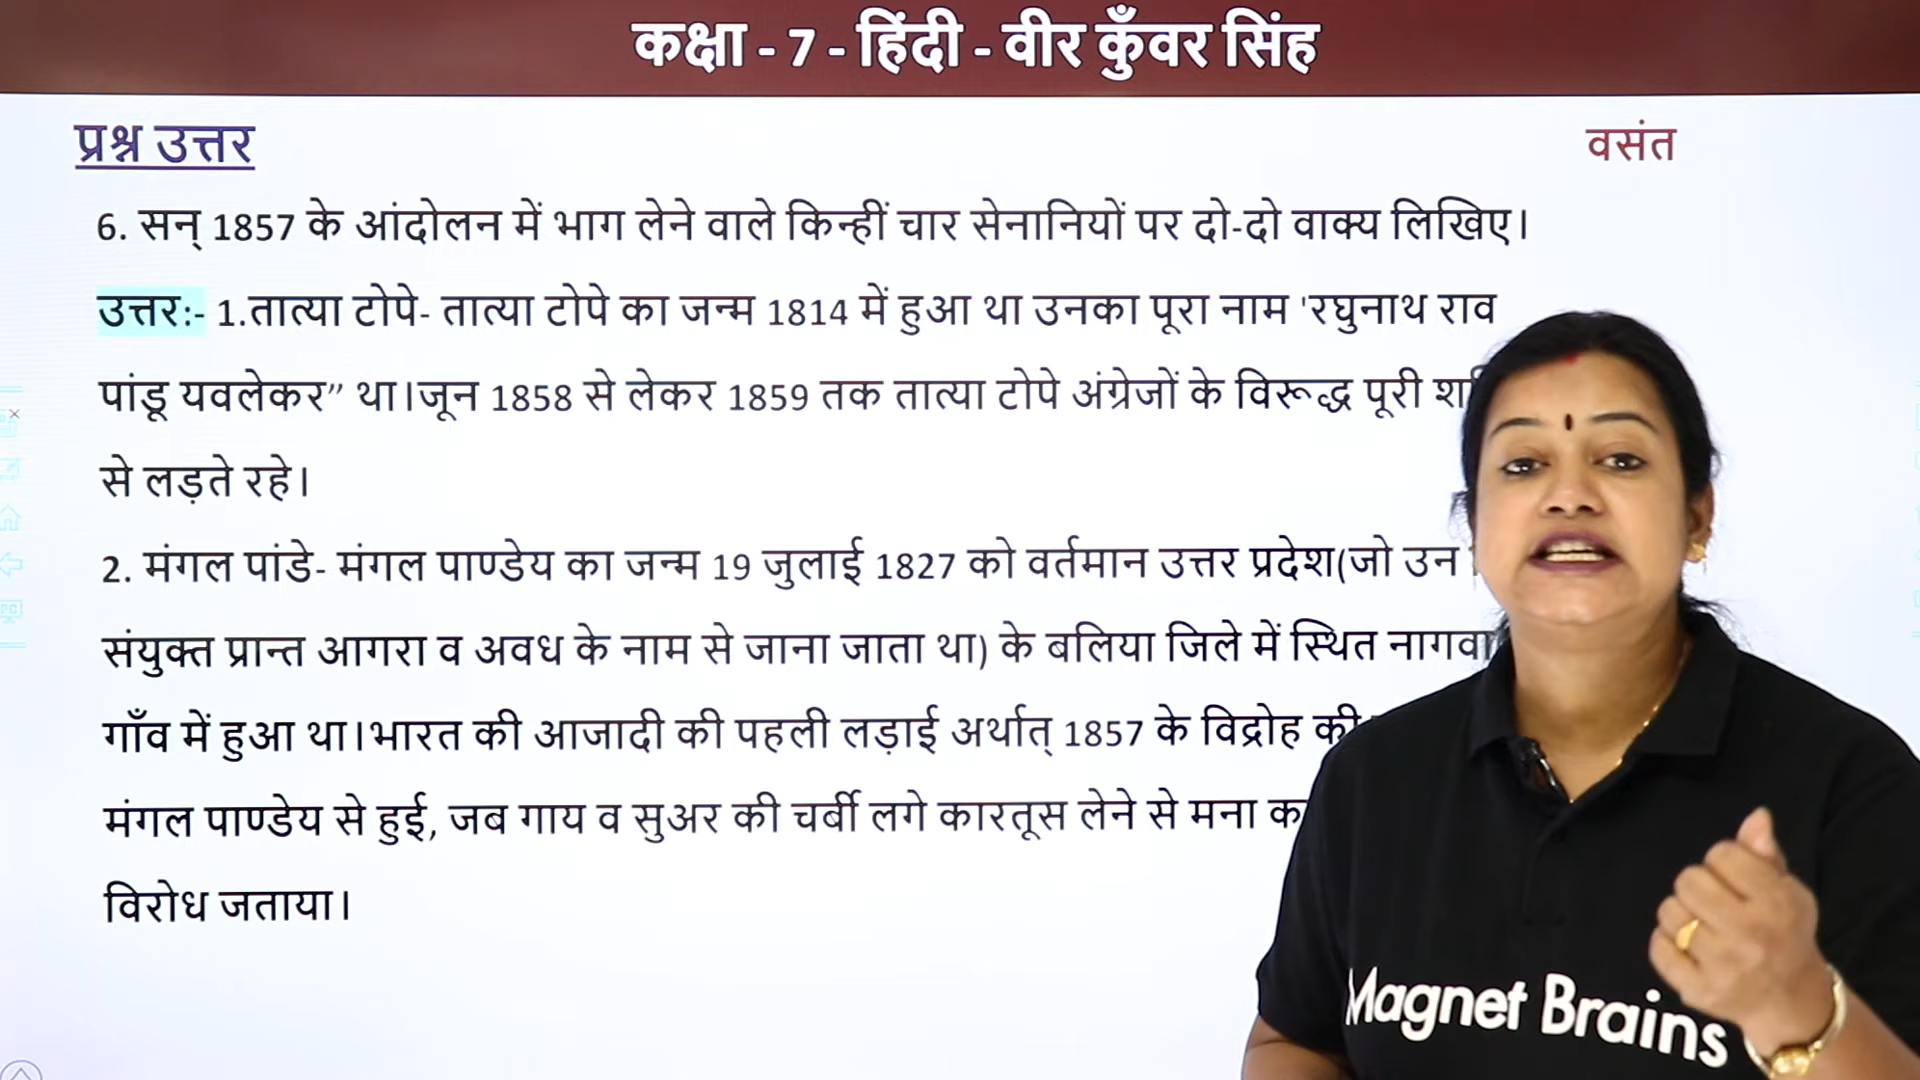 कक्षा - 7 - हिंदी - वीर कुँवर सिंह
प्रश्न उत्तर
वसंत
6. सन् 1857 के आंदोलन में भाग लेने वाले किन्हीं चार सेनानियों पर दो-दो वाक्य लिखिए।
उत्तर:- 1.तात्या टोपे- तात्या टोपे का जन्म 1814 में हुआ था उनका पूरा नाम 'रघुनाथ राव
पांडू यवलेकर” था।जून 1858 से लेकर 1859 तक तात्या टोपे अंग्रेजों के विरूद्ध पूरी
से लड़ते रहे।
2. मंगल पांडे- मंगल पाण्डेय का जन्म 19 जुलाई 1827 को वर्तमान उत्तर प्रदेश(जो उन
संयुक्त प्रान्त आगरा व अवध के नाम से जाना जाता था) के बलिया जिले में स्थित नागवा
गाँव में हुआ था।भारत की आजादी की पहली लड़ाई अर्थात् 1857 के विद्रोह की
मंगल पाण्डेय से हुई, जब गाय व सुअर की चर्बी लगे कारतूस लेने से मना
विरोध जताया।
Magnet Brains